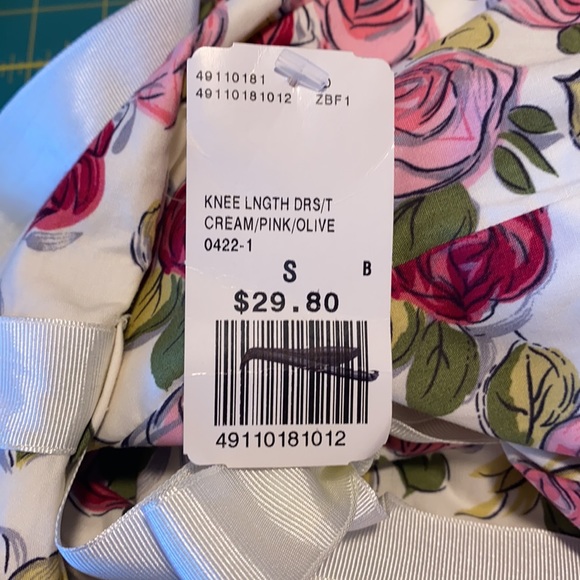 49110181
49110181012 ZBF1
KNEE LNGTH DRS/T
CREAM/PINK/OLIVE
0422-1
S B
$29.80
49110181012